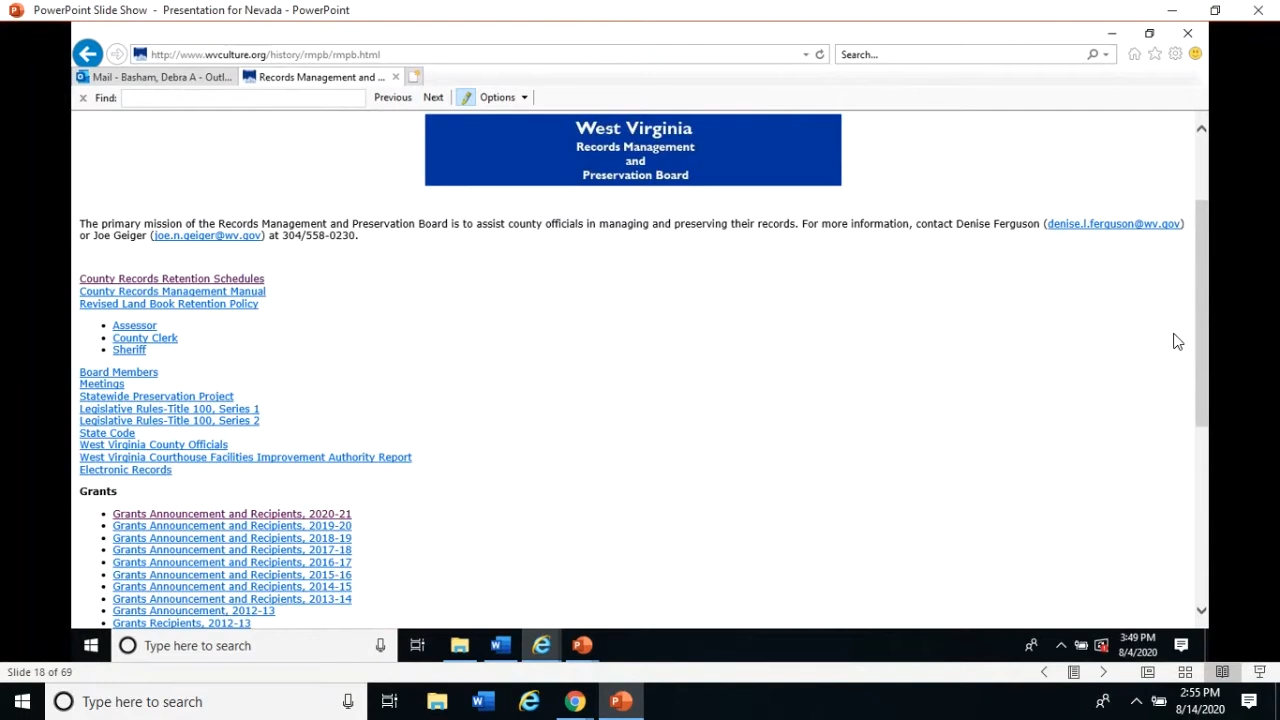 PowerPoint Slide Show - Presentation for Nevada - PowerPoint
http://www.wvculture.org/history/rmpb/rmpb.html
Search...
Mail - Basham, Debra A - Outl...
Records Management and ...
Find:
Previous
Next
Options
West Virginia
Records Management
and
Preservation Board
The primary mission of the Records Management and Preservation Board is to assist county officials in managing and preserving their records. For more information, contact Denise Ferguson (denise.l.ferguson@wv.gov)
or Joe Geiger (joe.n.geiger@wv.gov) at 304/558-0230.
County Records Retention Schedules
County Records Management Manual
Revised Land Book Retention Policy
• Assessor
• County Clerk
• Sheriff
Board Members
Meetings
Statewide Preservation Project
Legislative Rules-Title 100, Series 1
Legislative Rules-Title 100, Series 2
State Code
West Virginia County Officials
West Virginia Courthouse Facilities Improvement Authority Report
Electronic Records
Grants
• Grants Announcement and Recipients, 2020-21
• Grants Announcement and Recipients, 2019-20
• Grants Announcement and Recipients, 2018-19
• Grants Announcement and Recipients, 2017-18
• Grants Announcement and Recipients, 2016-17
• Grants Announcement and Recipients, 2015-16
• Grants Announcement and Recipients, 2014-15
• Grants Announcement and Recipients, 2013-14
• Grants Announcement, 2012-13
• Grants Recipients, 2012-13
Type here to search
3:49 PM
8/4/2020
Slide 18 of 69
Type here to search
2:55 PM
8/14/2020